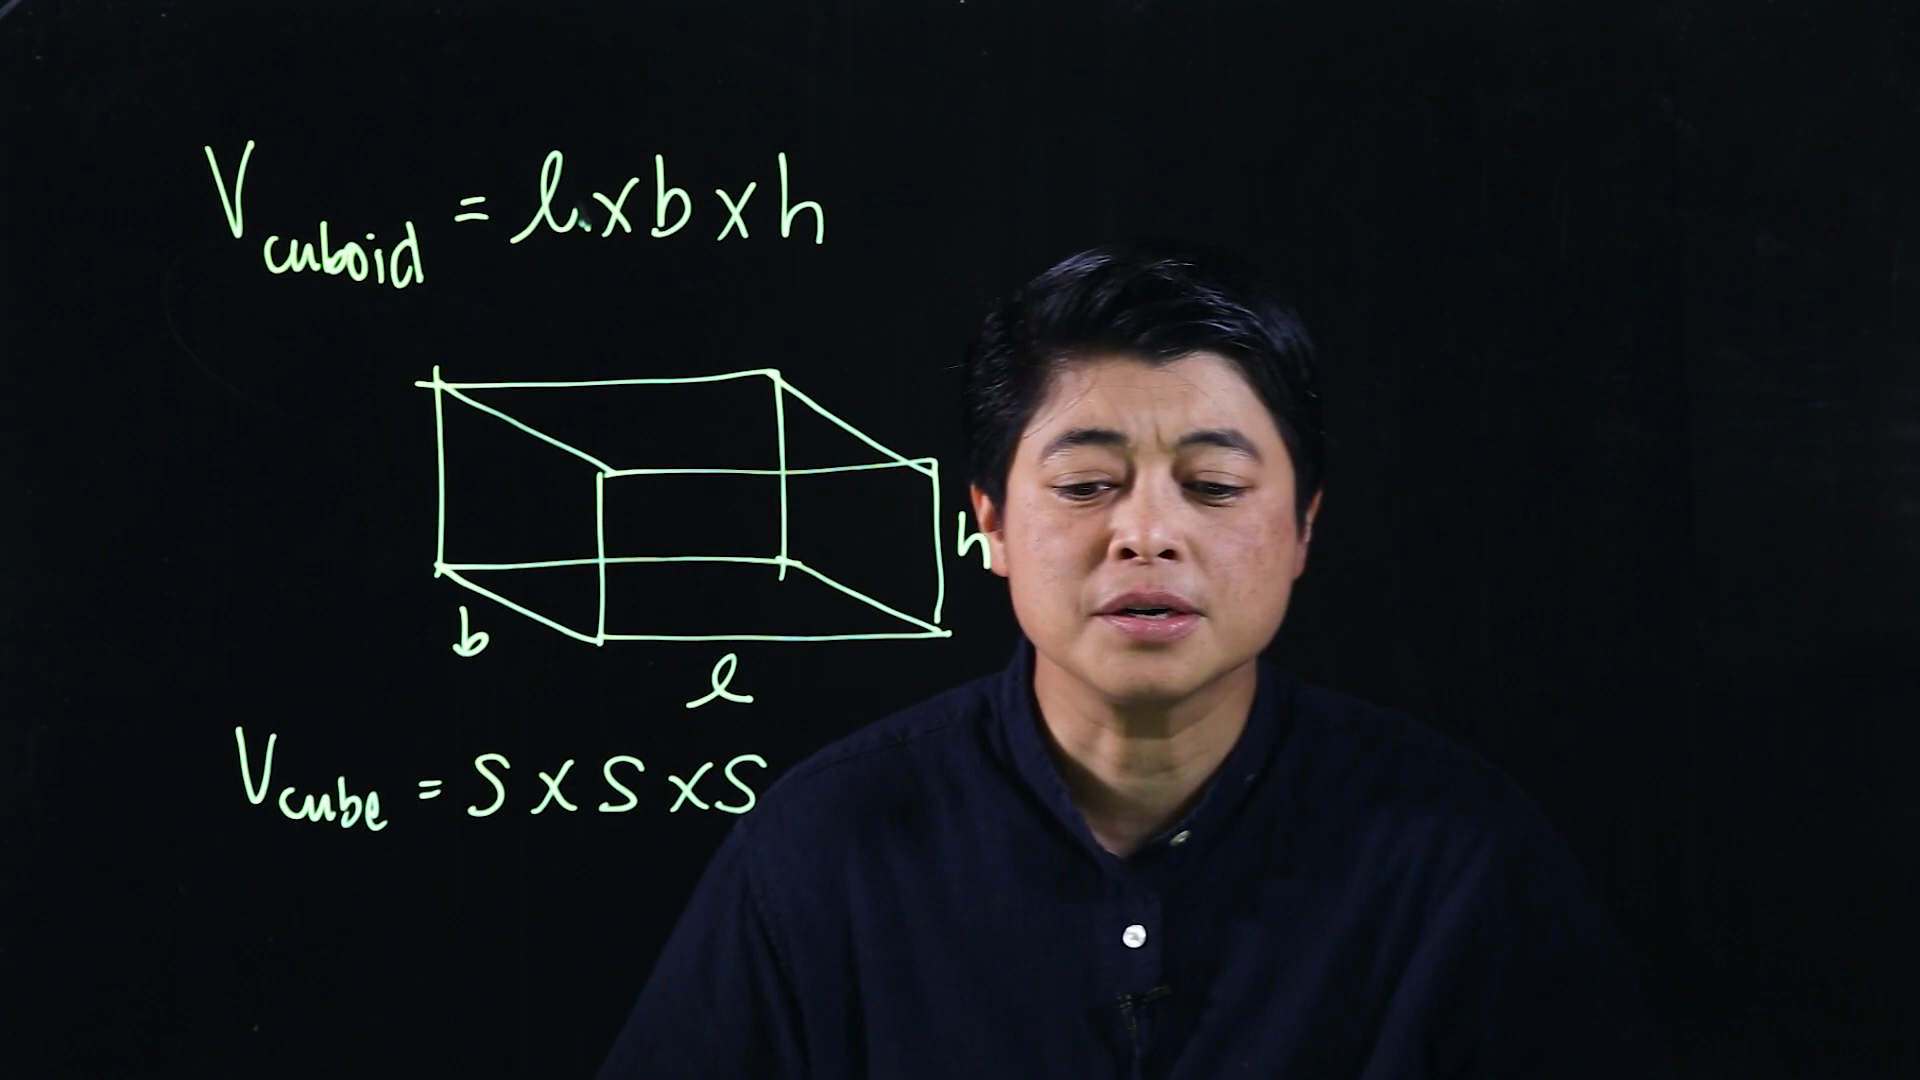 V cuboid = l x b x h
h
b
l
V cube = S x S x S